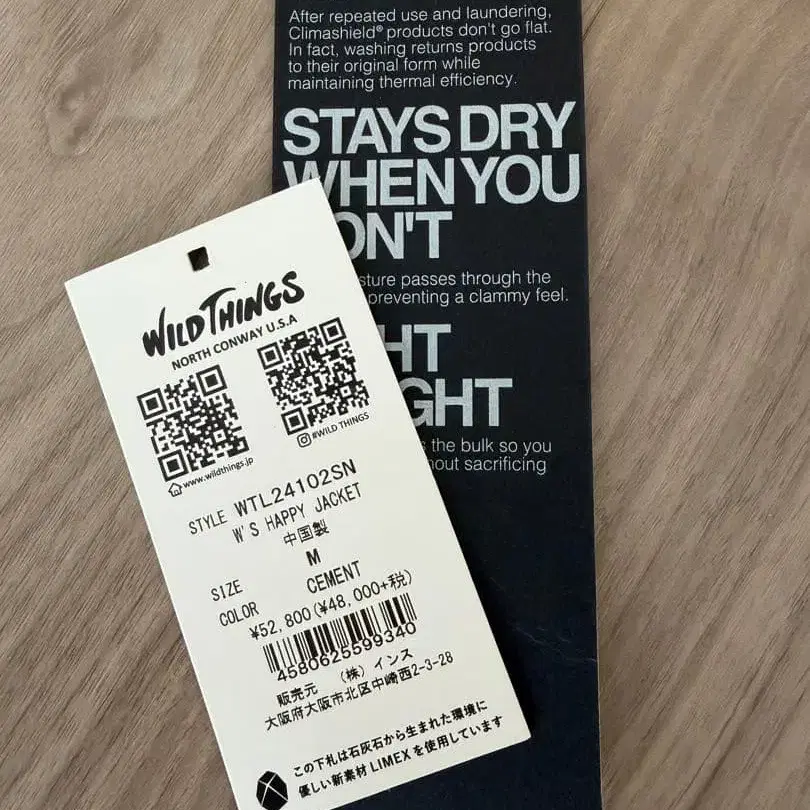 After repeated use and laundering,
Climashield® products don't go flat.
In fact, washing returns products
to their original form while
maintaining thermal efficiency.
STAYS DRY
WHEN YOU
ON'T
sture passes through the
preventing a clammy feel.
HT
GHT
s the bulk so you
out sacrificing
WILD THINGS
NORTH CONWAY U.S.A
www.wildthings.jp
#WILD THINGS
STYLE WTL24102SN
W'S HAPPY JACKET
中国製
SIZE M
COLOR CEMENT
¥52,800(¥48,000+税)
4580625599340
販売元 (株)インス
大阪府大阪市北区中崎西2-3-28
この下札は石灰石から生まれた環境に
優しい新素材 LIMEX を使用しています